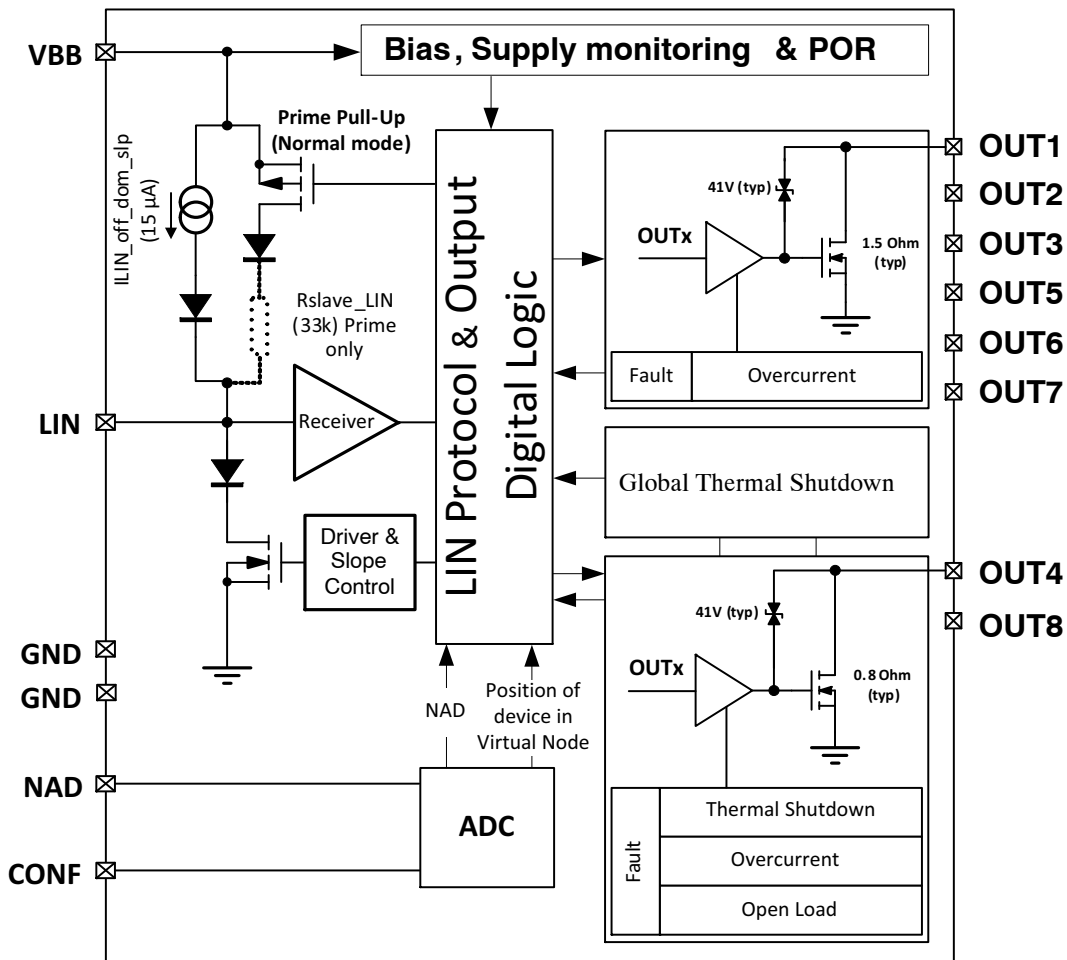 VBB
Bias, Supply monitoring & POR
Prime Pull-Up
(Normal mode)
ILIN_off_dom_slp
(15 µA)
Rslave_LIN
(33k) Prime
only
LIN
Receiver
Driver &
Slope
Control
LIN Protocol & Output
Digital Logic
41V (typ)
OUTx
1.5 Ohm
(typ)
Fault
Overcurrent
OUT1
OUT2
OUT3
OUT5
OUT6
OUT7
Global Thermal Shutdown
41V (typ)
OUTx
0.8 Ohm
(typ)
Fault
Thermal Shutdown
Overcurrent
Open Load
OUT4
OUT8
GND
GND
NAD
Position of
device in
Virtual Node
NAD
CONF
ADC